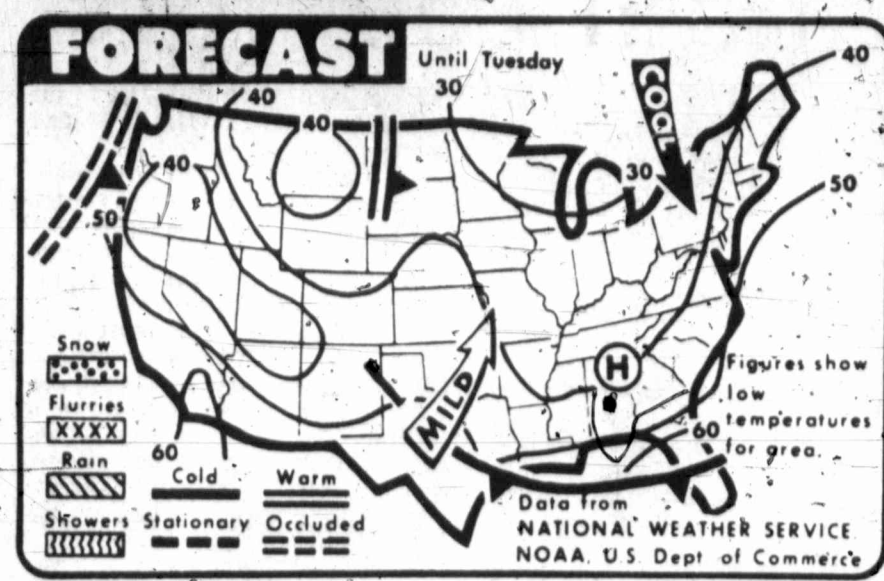 FORECAST
Until Tuesday
40
30
COOL
40
40
40
30
50
50
H
MILD
60
60
Figures show
low
temperatures
for area.
Snow
Flurries
XXXX
Rain
Showers
Cold
Warm
Stationary
Occluded
Data from
NATIONAL WEATHER SERVICE
NOAA, U.S. Dept of Commerce